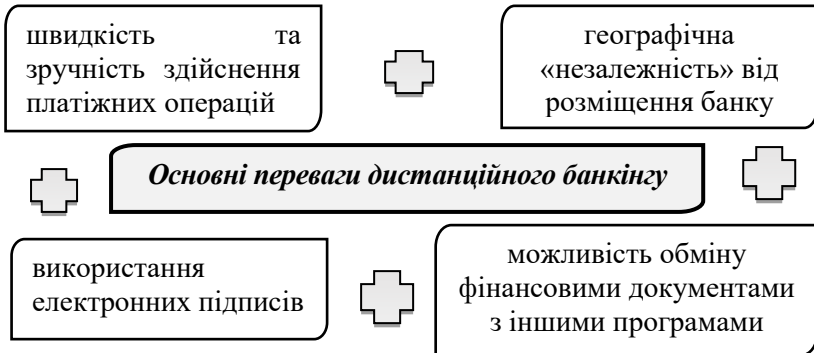 швидкість та
зручність здійснення
платіжних операцій
географічна
«незалежність» від
розміщення банку
Основні переваги дистанційного банкінгу
використання
електронних підписів
можливість обміну
фінансовими документами
з іншими програмами